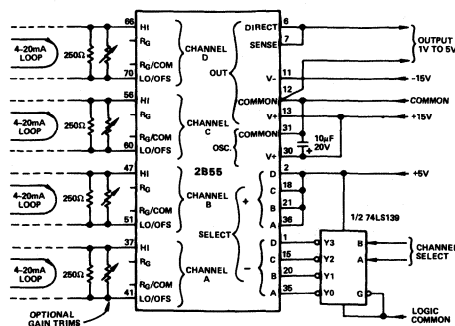 66
HI
4–20mA
LOOP
250Ω
RG
RG/COM
70
LO/OFS
CHANNEL
D
56
HI
4–20mA
LOOP
250Ω
RG
RG/COM
60
LO/OFS
CHANNEL
C
47
HI
4–20mA
LOOP
250Ω
RG
RG/COM
51
LO/OFS
CHANNEL
B
37
HI
4–20mA
LOOP
250Ω
RG
RG/COM
41
LO/OFS
CHANNEL
A
OPTIONAL
GAIN TRIMS
2B55
DIRECT
6
SENSE
7
OUT
V–
11
12
COMMON
13
V+
OSC.
COMMON
31
V+
30
10μF
20V
SELECT
+
D
2
C
18
B
21
A
36
–
D
1
C
15
B
20
A
35
OUTPUT
1V TO 5V
–15V
COMMON
+15V
+5V
1/2 74LS139
Y3
B
Y2
A
Y1
Y0
G
CHANNEL
SELECT
LOGIC
COMMON